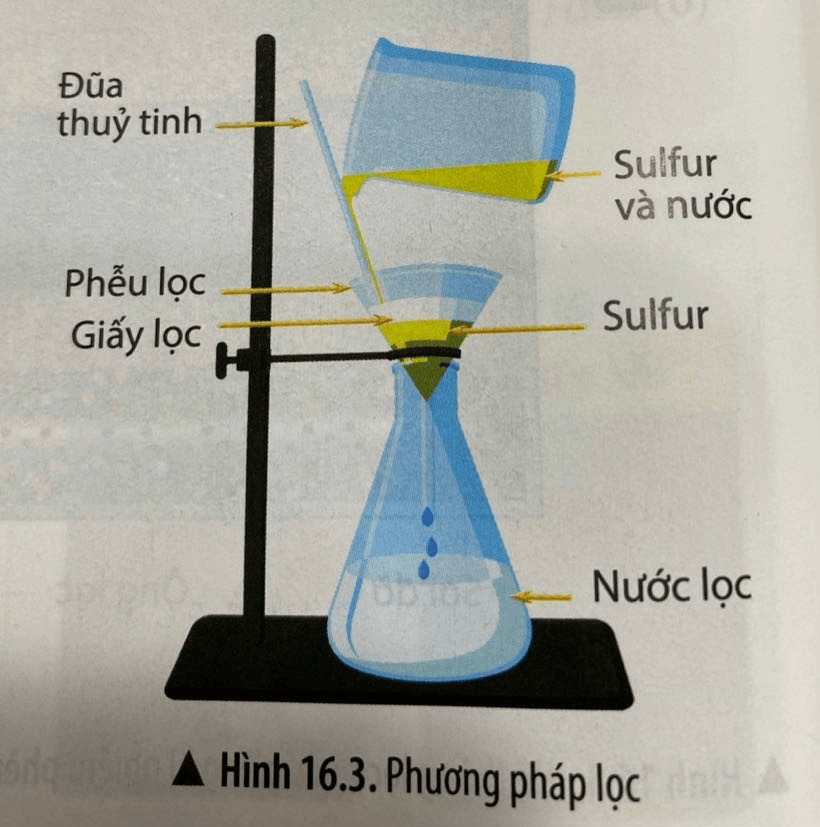 Đũa
thuỷ tinh
Sulfur
và nước
Phễu lọc
Giấy lọc
Sulfur
Nước lọc
▲ Hình 16.3. Phương pháp lọc